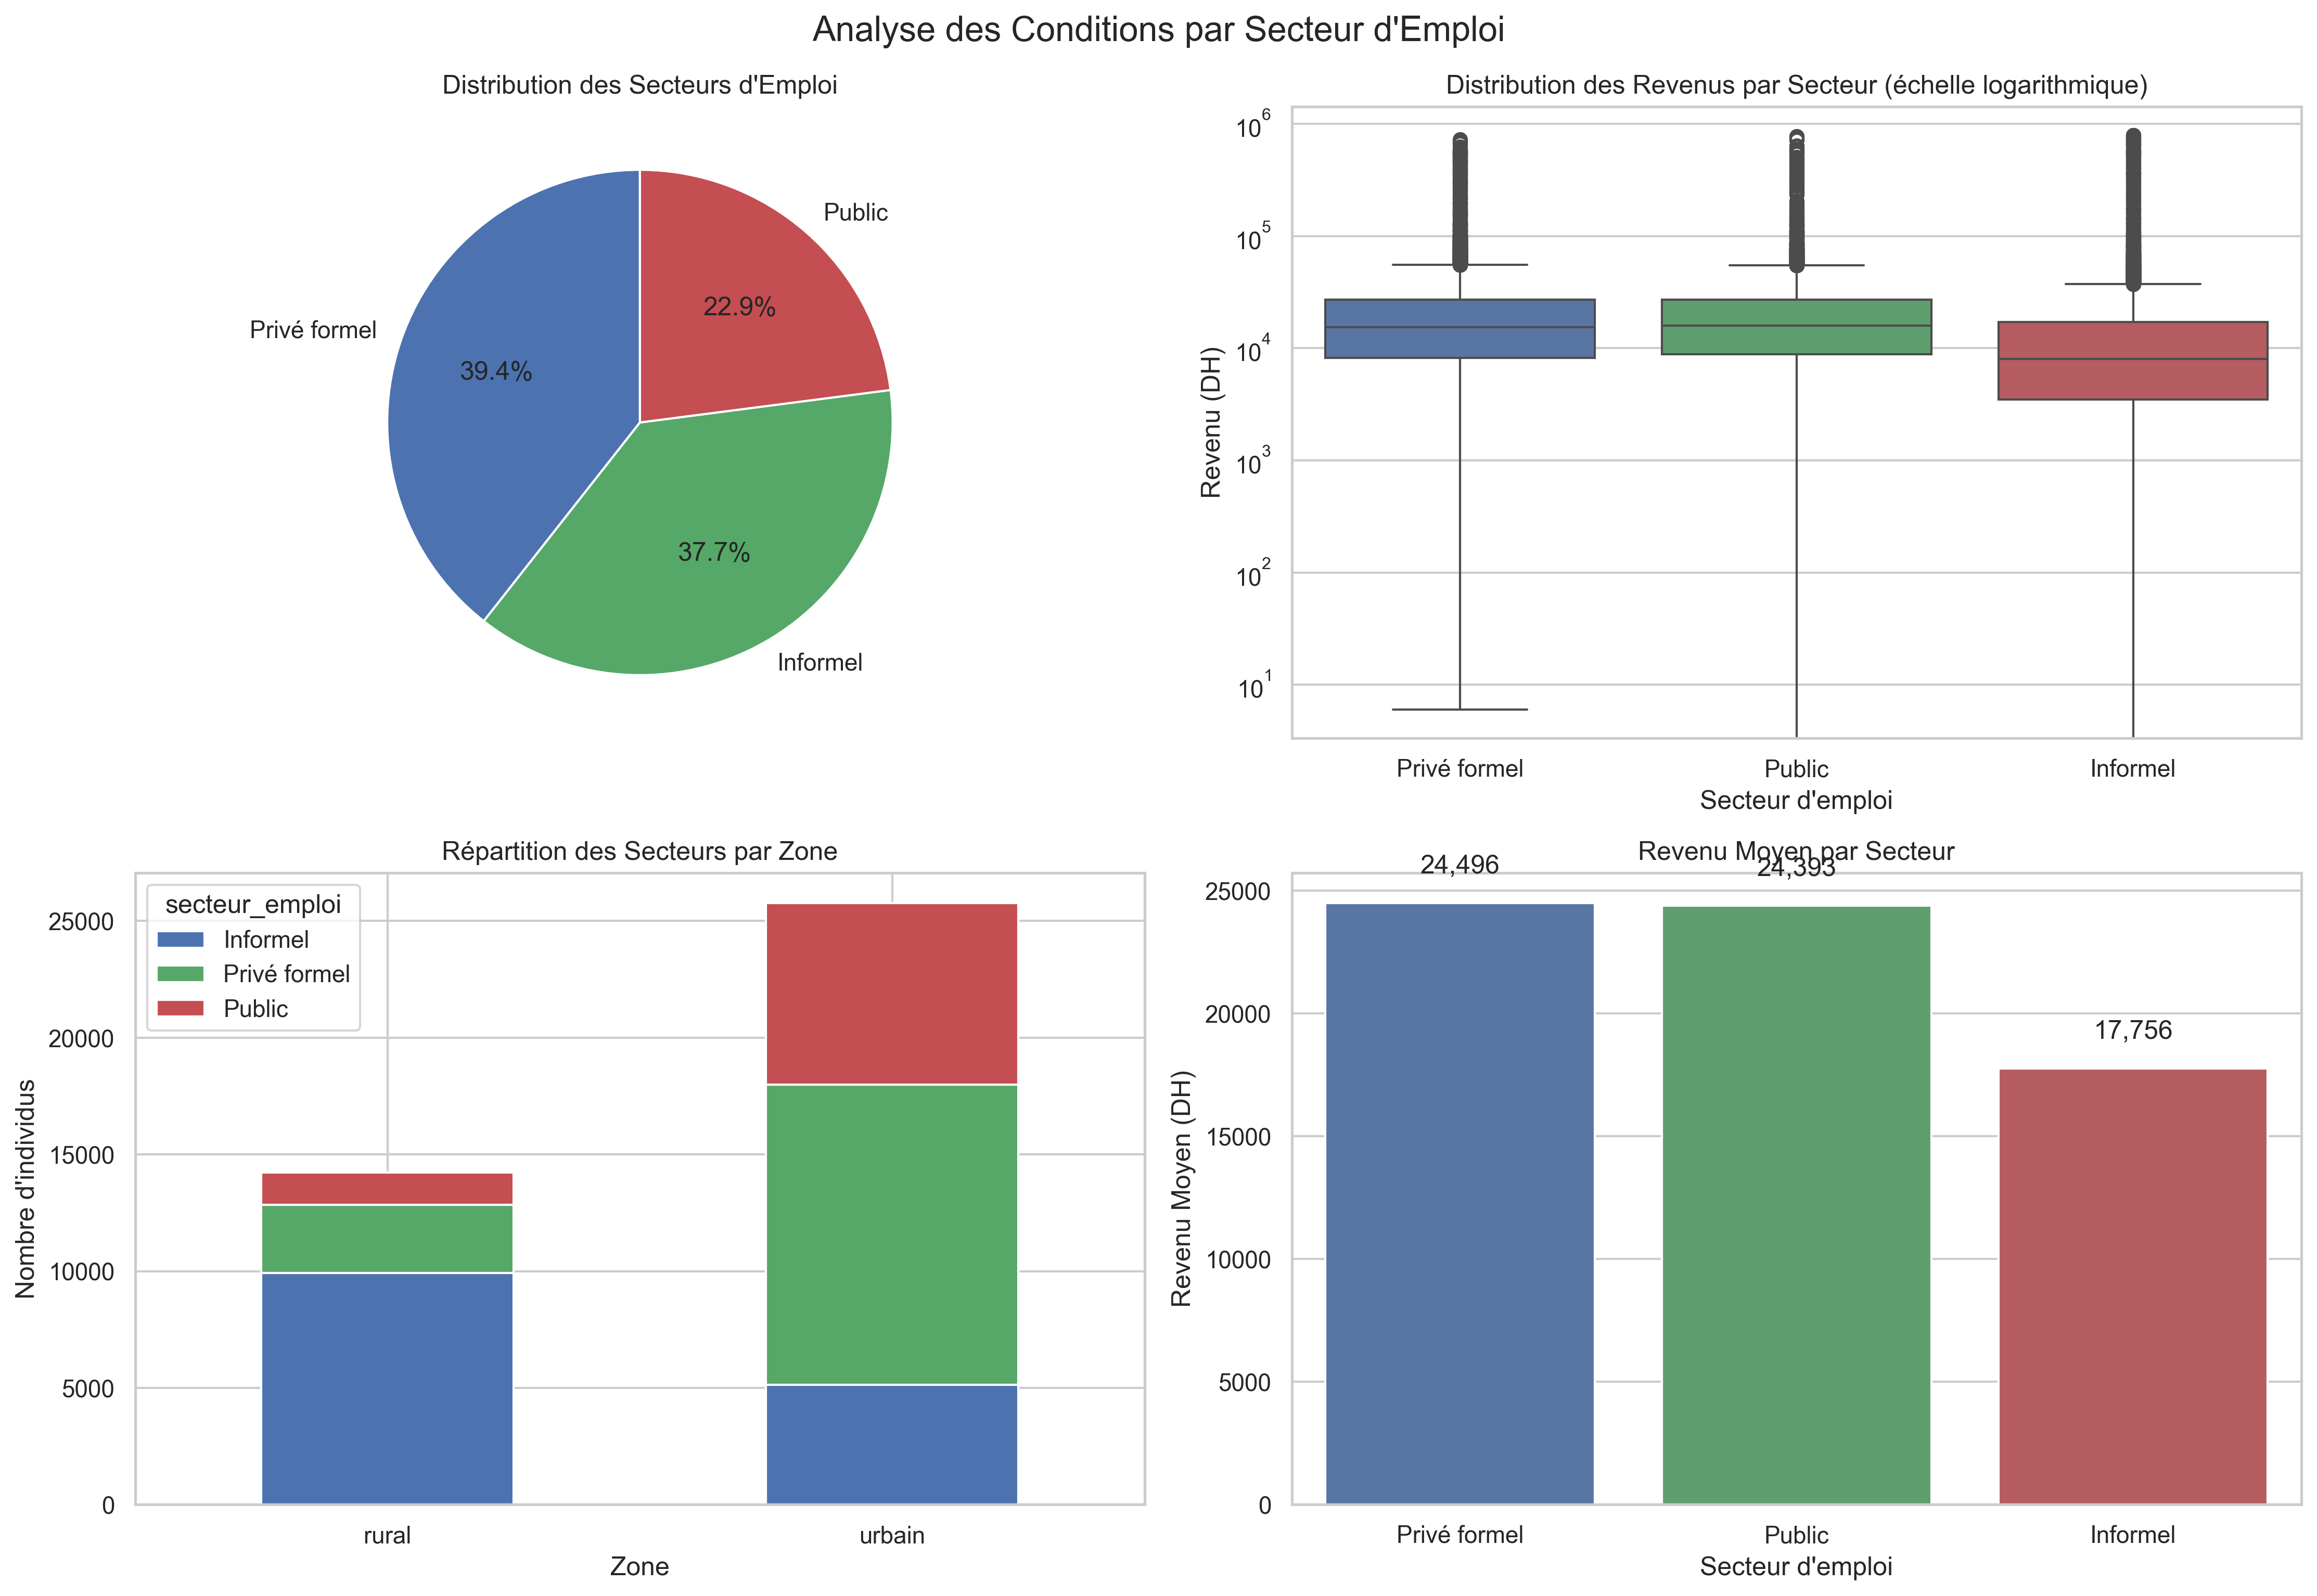 Analyse des Conditions par Secteur d'Emploi
Distribution des Secteurs d'Emploi
Public
22.9%
Privé formel
39.4%
37.7%
Informel
Distribution des Revenus par Secteur (échelle logarithmique)
10^6
10^5
10^4
10^3
10^2
10^1
Revenu (DH)
Privé formel
Public
Informel
Secteur d'emploi
Répartition des Secteurs par Zone
secteur_emploi
Informel
Privé formel
Public
25000
20000
15000
10000
5000
0
Nombre d'individus
rural
urbain
Zone
Revenu Moyen par Secteur
24,496
24,393
17,756
25000
20000
15000
10000
5000
0
Revenu Moyen (DH)
Privé formel
Public
Informel
Secteur d'emploi